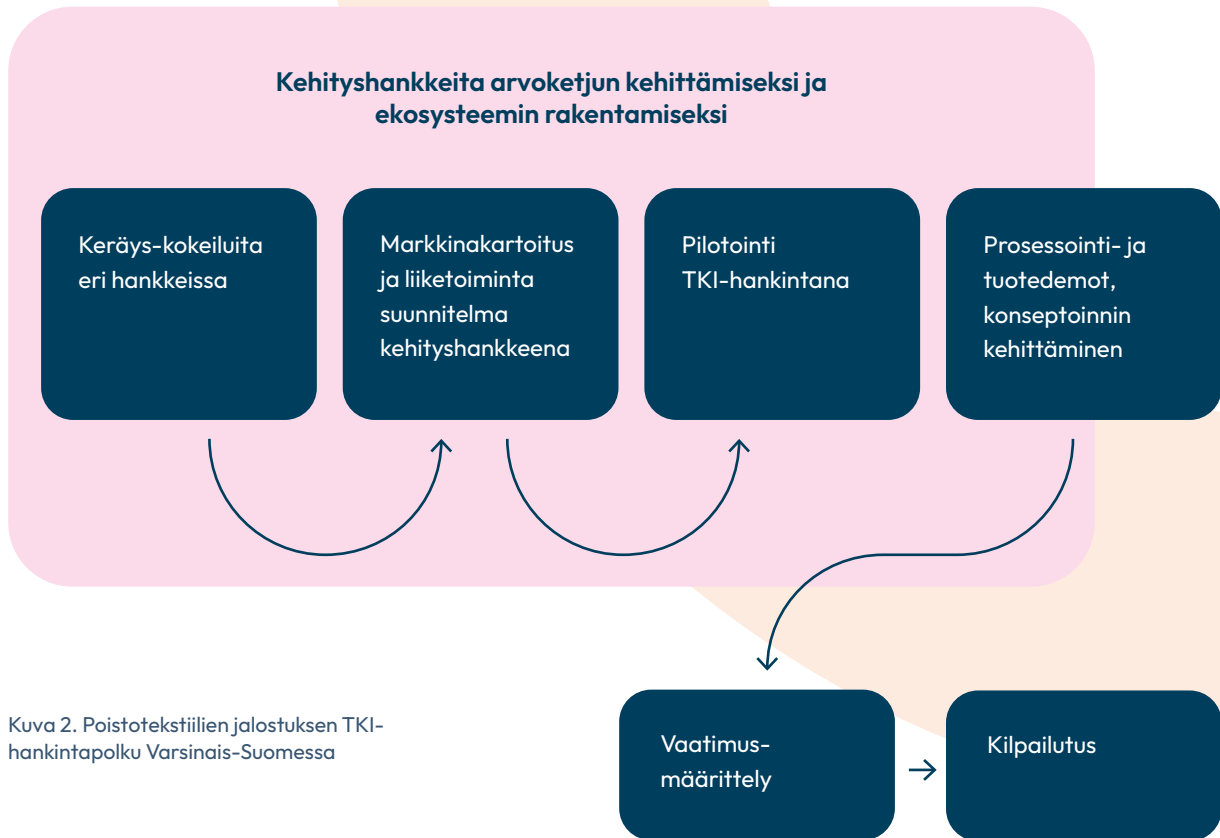 Kehityshankkeita arvoketjun kehittämiseksi ja
ekosysteemin rakentamiseksi
Keräys-kokeiluita
eri hankkeissa
Markkinakartoitus
ja liiketoiminta
suunnitelma
kehityshankkeena
Pilotointi
TKI-hankintana
Prosessointi- ja
tuotedemot,
konseptoinnin
kehittäminen
Kuva 2. Poistotekstiilien jalostuksen TKI-
hankintapolku Varsinais-Suomessa
Vaatimus-
määrittely
Kilpailutus